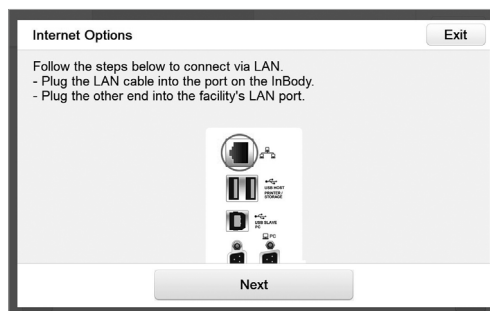 Internet Options
Exit
Follow the steps below to connect via LAN.
- Plug the LAN cable into the port on the InBody.
- Plug the other end into the facility's LAN port.
USB HOST
PRINTER/
STORAGE
USB SLAVE
PC
PC
Next